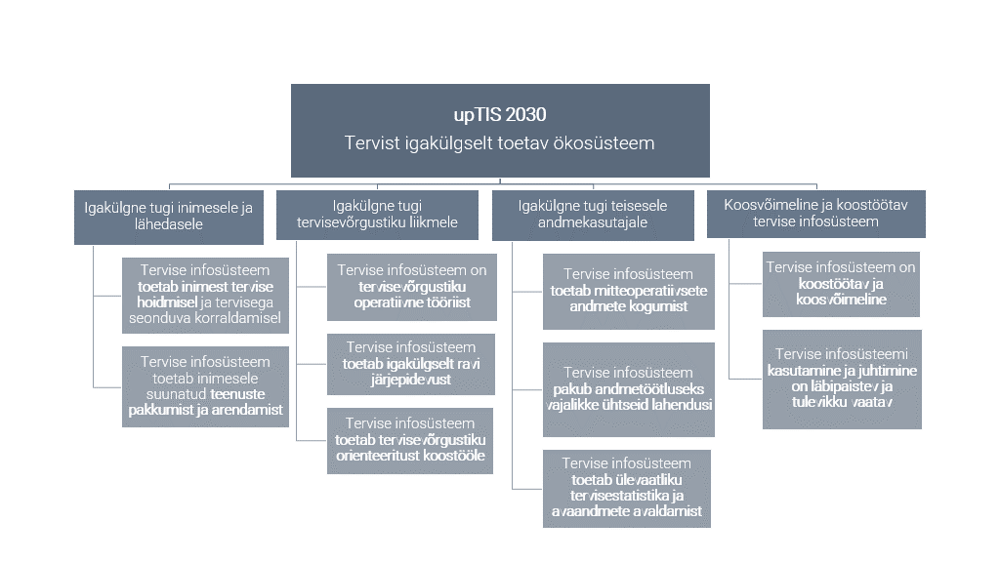 upTIS 2030
Tervist igakülgselt toetav ökosüsteem
Igakülgne tugi inimesele ja
lähedasele
Tervise infosüsteem
toetab inimest tervise
hoidmisel ja tervisega
seonduva korraldamisel
Tervise infosüsteem
toetab inimesele
suunatud teenuste
pakkumist ja arendamist
Igakülgne tugi
tervisevõrgustiku liikmele
Tervise infosüsteem on
tervisevõrgustiku
operatiivne tööriist
Tervise infosüsteem
toetab igakülgselt ravi
järjepidevust
Tervise infosüsteem
toetab tervisevõrgustiku
orienteeritust koostööle
Igakülgne tugi teisesele
andmekasutajale
Tervise infosüsteem
toetab mitteoperatiivsete
andmete kogumist
Tervise infosüsteem
pakub andmetöötluseks
vajalikke ühtseid lahendusi
Tervise infosüsteem
toetab ülevaatliku
tervisestatistika ja
avaandmete avaldamist
Koosvõimeline ja koostöötav
tervise infosüsteem
Tervise infosüsteem on
koostöötav ja
koosvõimeline
Tervise infosüsteemi
kasutamine ja juhtimine
on läbipaistev ja
tulevikku vaatav